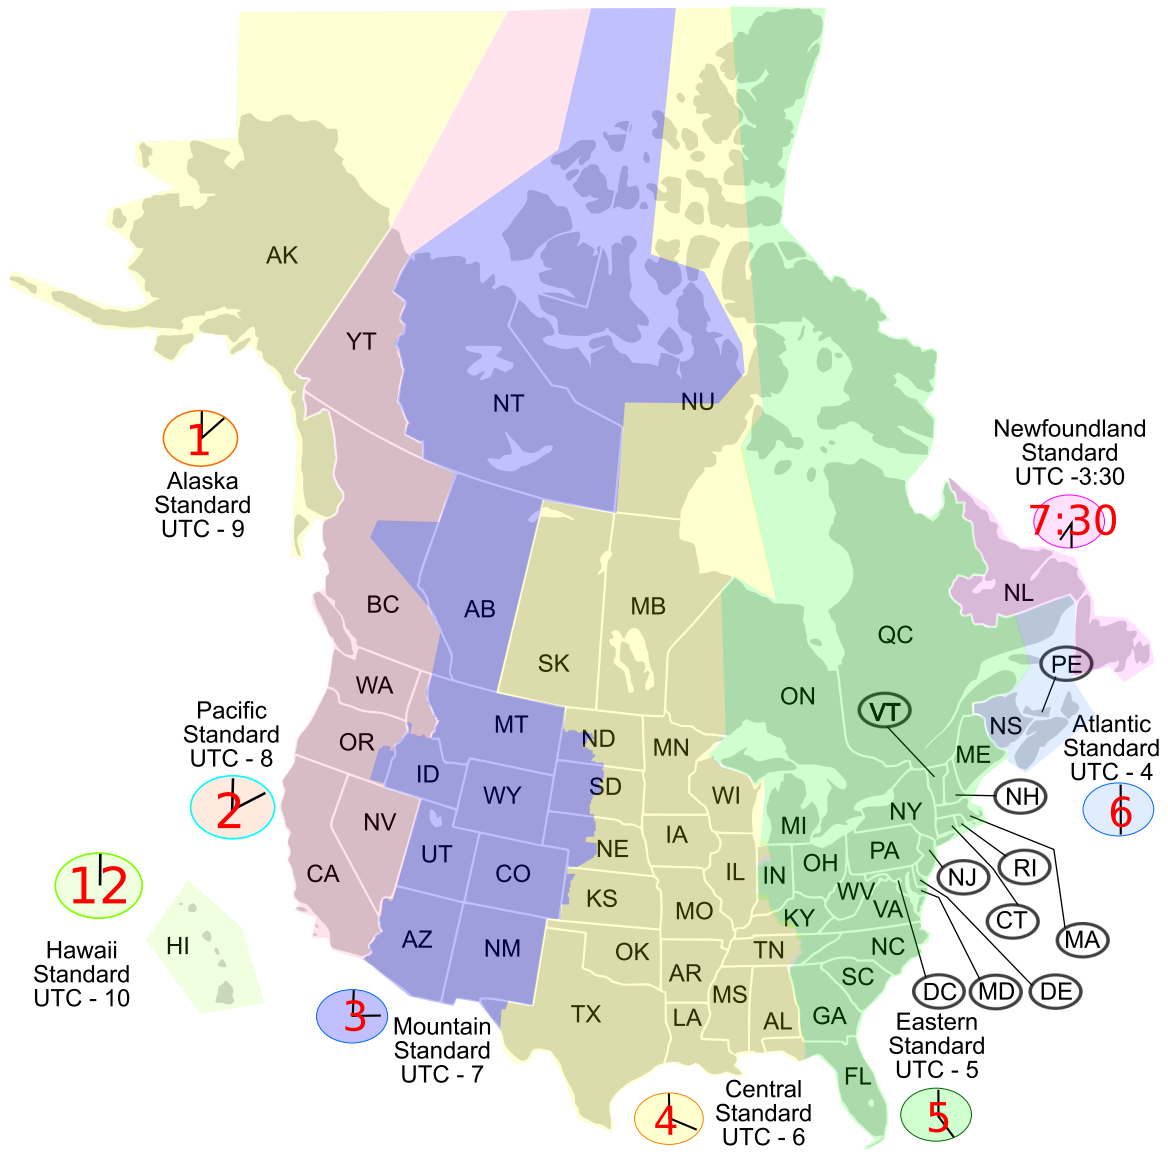 AK
YT
NT
NU
1
Alaska
Standard
UTC - 9
Newfoundland
Standard
UTC -3:30
7:30
BC
AB
SK
MB
ON
QC
NL
PE
NS
VT
ME
Atlantic
Standard
UTC - 4
6
Pacific
Standard
UTC - 8
2
WA
OR
MT
ID
WY
ND
SD
MN
WI
MI
NY
NH
NV
UT
CO
NE
IA
IL
IN
OH
PA
NJ
RI
CA
KS
MO
KY
WV
VA
CT
MA
12
Hawaii
Standard
UTC - 10
HI
AZ
NM
OK
AR
TN
NC
SC
DC
MD
DE
TX
LA
MS
AL
GA
FL
3
Mountain
Standard
UTC - 7
4
Central
Standard
UTC - 6
Eastern
Standard
UTC - 5
5